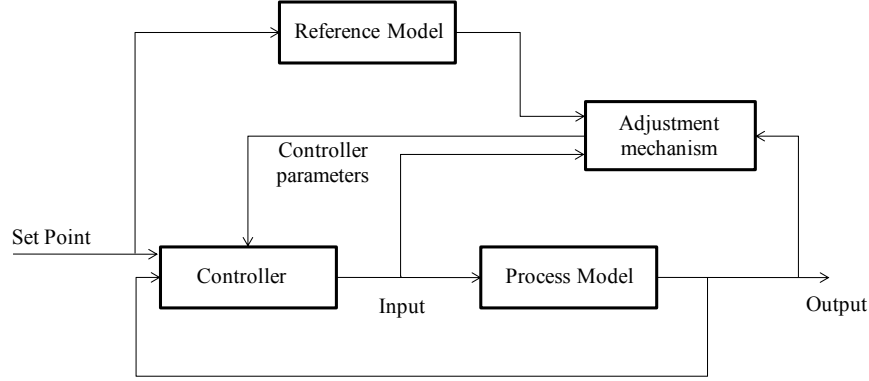 Reference Model
Adjustment
mechanism
Controller
parameters
Set Point
Controller
Process Model
Input
Output